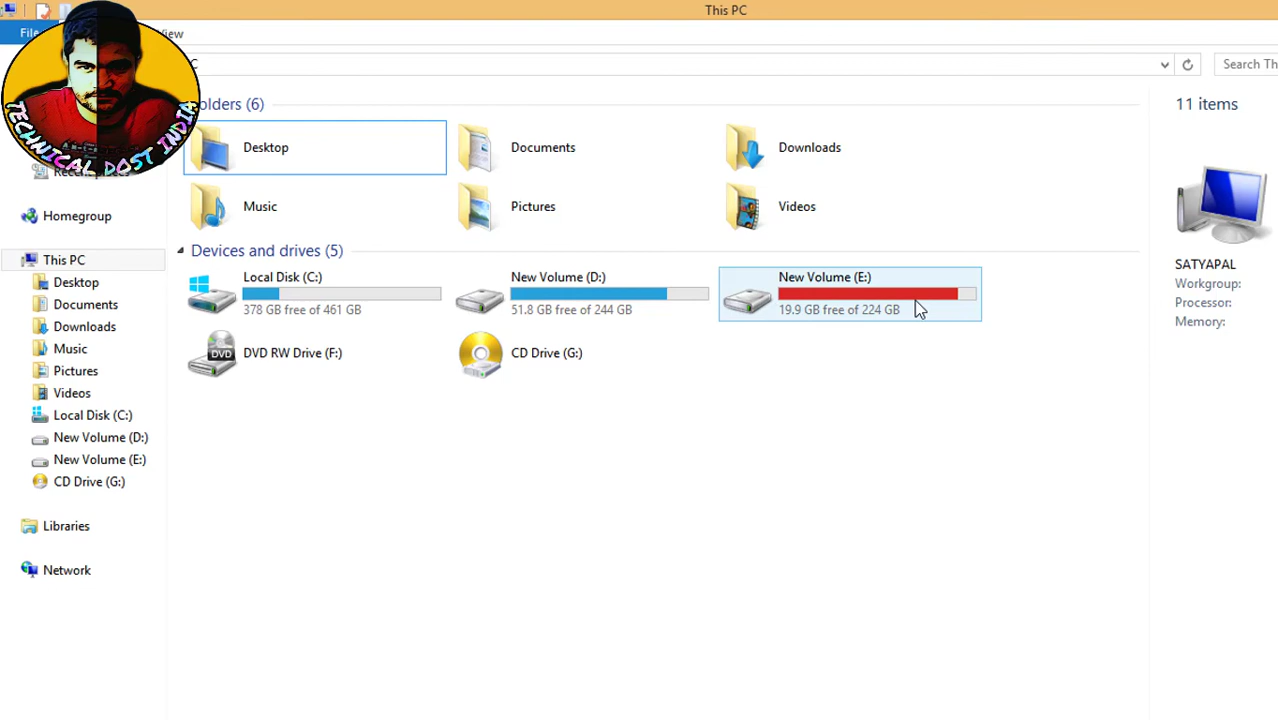 This PC
File
View
C
Search Th
TECHNICAL DOST INDIA
olders (6)
Desktop
Documents
Downloads
Music
Pictures
Videos
Devices and drives (5)
Local Disk (C:)
378 GB free of 461 GB
New Volume (D:)
51.8 GB free of 244 GB
New Volume (E:)
19.9 GB free of 224 GB
DVD
DVD RW Drive (F:)
CD Drive (G:)
Homegroup
This PC
Desktop
Documents
Downloads
Music
Pictures
Videos
Local Disk (C:)
New Volume (D:)
New Volume (E:)
CD Drive (G:)
Libraries
Network
11 items
SATYAPAL
Workgroup:
Processor:
Memory: